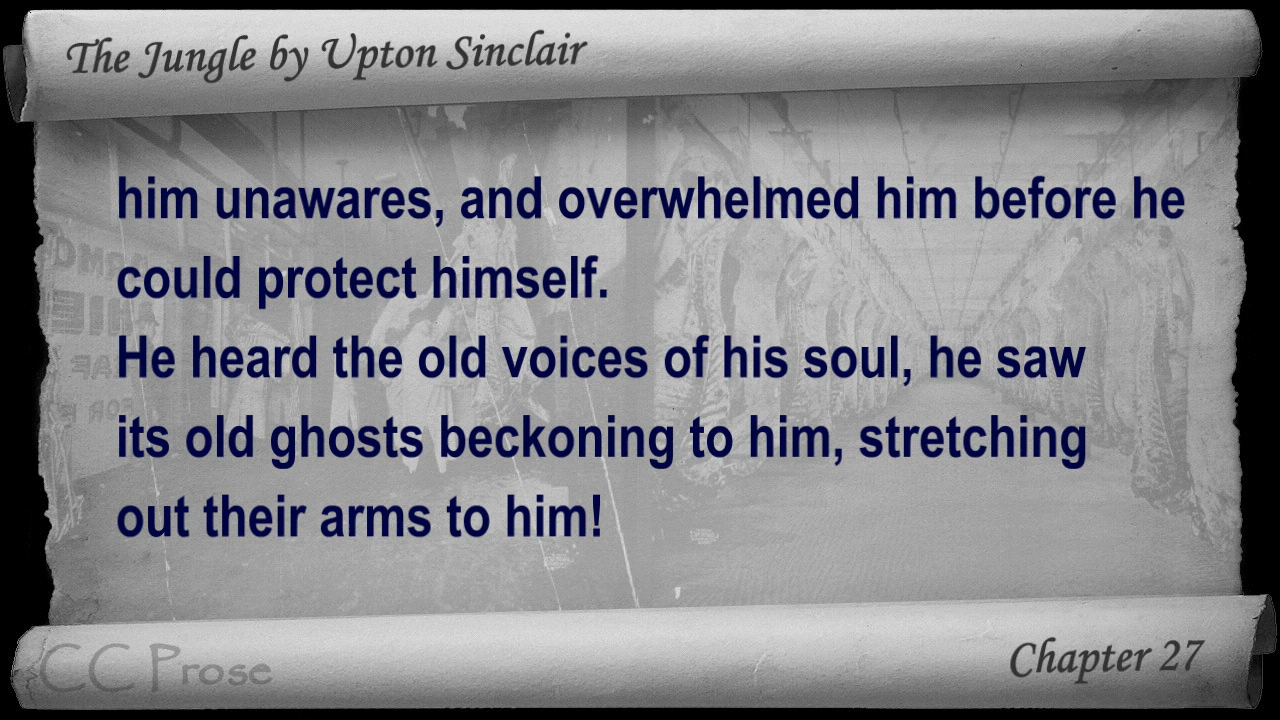 The Jungle by Upton Sinclair
him unawares, and overwhelmed him before he
could protect himself.
He heard the old voices of his soul, he saw
its old ghosts beckoning to him, stretching
out their arms to him!
CC Prose
Chapter 27